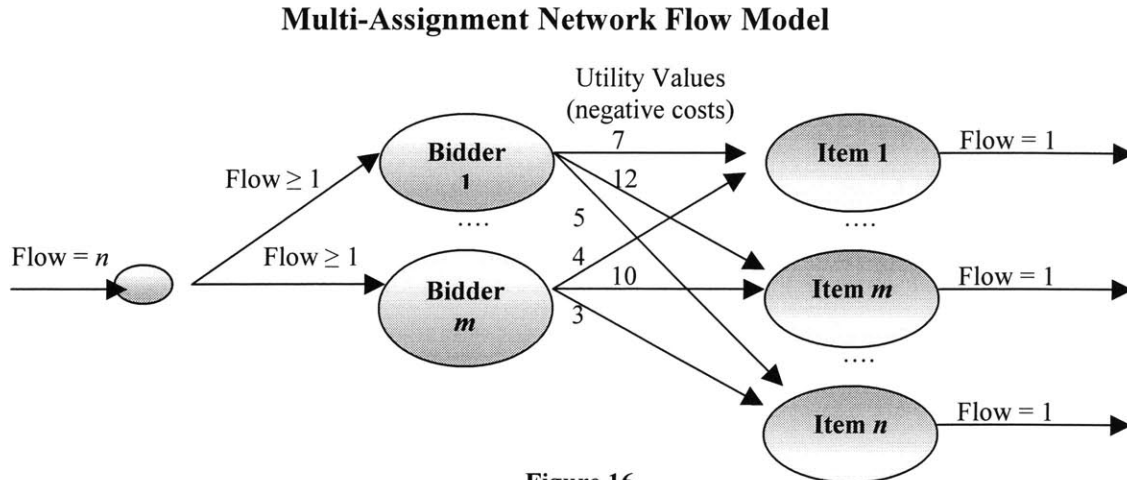 Multi-Assignment Network Flow Model
Utility Values
(negative costs)
7
Bidder
1
Item 1
Flow = 1
Flow ≥ 1
12
....
5
....
Flow = n
Flow ≥ 1
4
10
Bidder
m
Item m
Flow = 1
3
....
Item n
Flow = 1
Figure 16